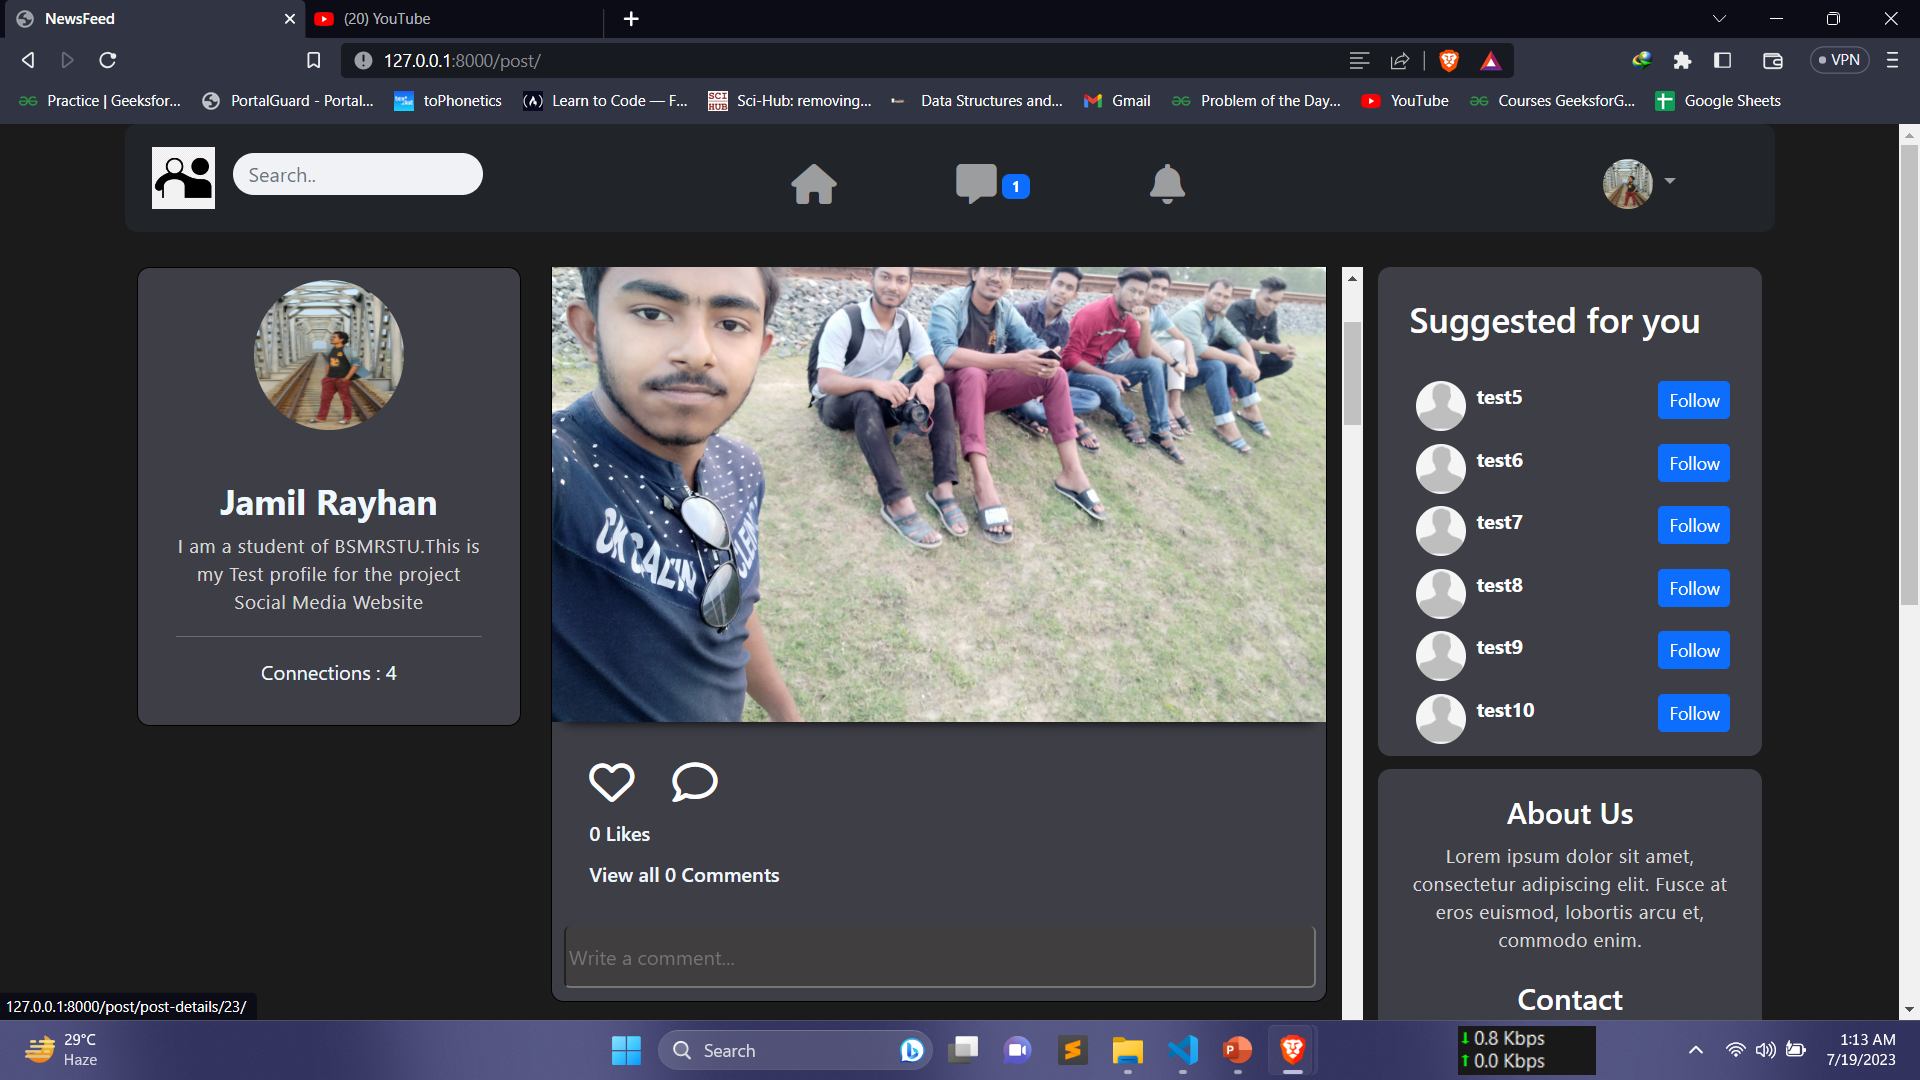 NewsFeed
(20) YouTube
127.0.0.1:8000/post/
VPN
Practice | Geeksfor...
PortalGuard - Portal...
toPhonetics
Learn to Code — F...
SCI HUB
Sci-Hub: removing...
Data Structures and...
Gmail
Problem of the Day...
YouTube
Courses GeeksforG...
Google Sheets
Search..
1
Jamil Rayhan
I am a student of BSMRSTU.This is
my Test profile for the project
Social Media Website
Connections : 4
0 Likes
View all 0 Comments
Write a comment...
Suggested for you
test5
Follow
test6
Follow
test7
Follow
test8
Follow
test9
Follow
test10
Follow
About Us
Lorem ipsum dolor sit amet,
consectetur adipiscing elit. Fusce at
eros euismod, lobortis arcu et,
commodo enim.
Contact
127.0.0.1:8000/post/post-details/23/
29°C
Haze
Search
0.8 Kbps
0.0 Kbps
1:13 AM
7/19/2023